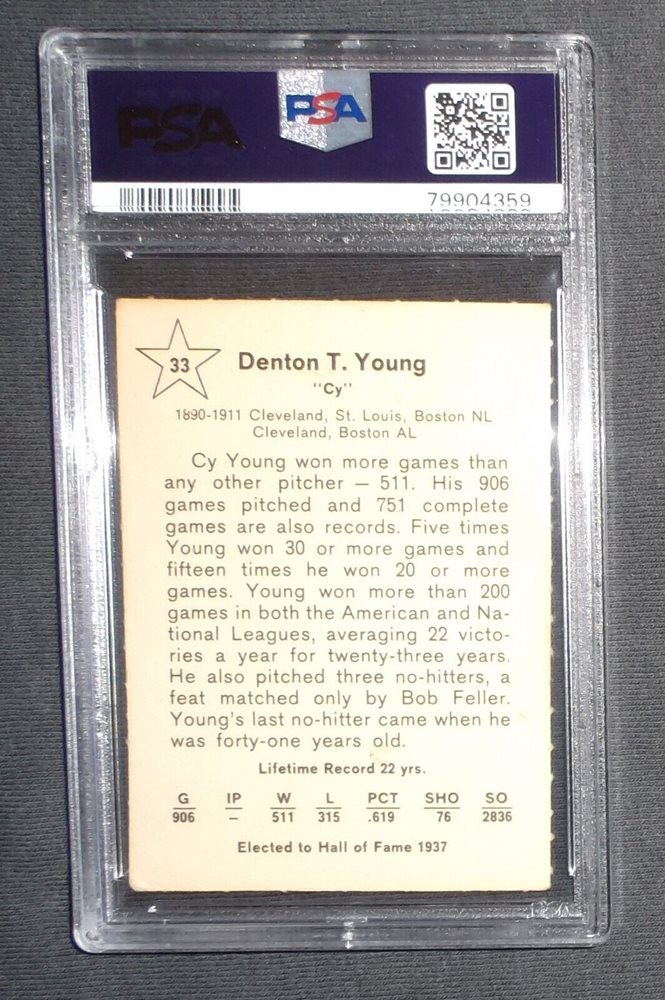 PSA
PSA
79904359
33
Denton T. Young
"Cy"
1890-1911 Cleveland, St. Louis, Boston NL
Cleveland, Boston AL
Cy Young won more games than
any other pitcher — 511. His 906
games pitched and 751 complete
games are also records. Five times
Young won 30 or more games and
fifteen times he won 20 or more
games. Young won more than 200
games in both the American and Na-
tional Leagues, averaging 22 victo-
ries a year for twenty-three years.
He also pitched three no-hitters, a
feat matched only by Bob Feller.
Young's last no-hitter came when he
was forty-one years old.
Lifetime Record 22 yrs.
G IP W L PCT SHO SO
906 — 511 315 .619 76 2836
Elected to Hall of Fame 1937